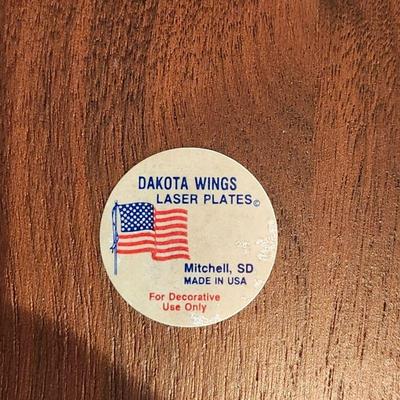 DAKOTA WINGS
LASER PLATES©
Mitchell, SD
MADE IN USA
For Decorative
Use Only